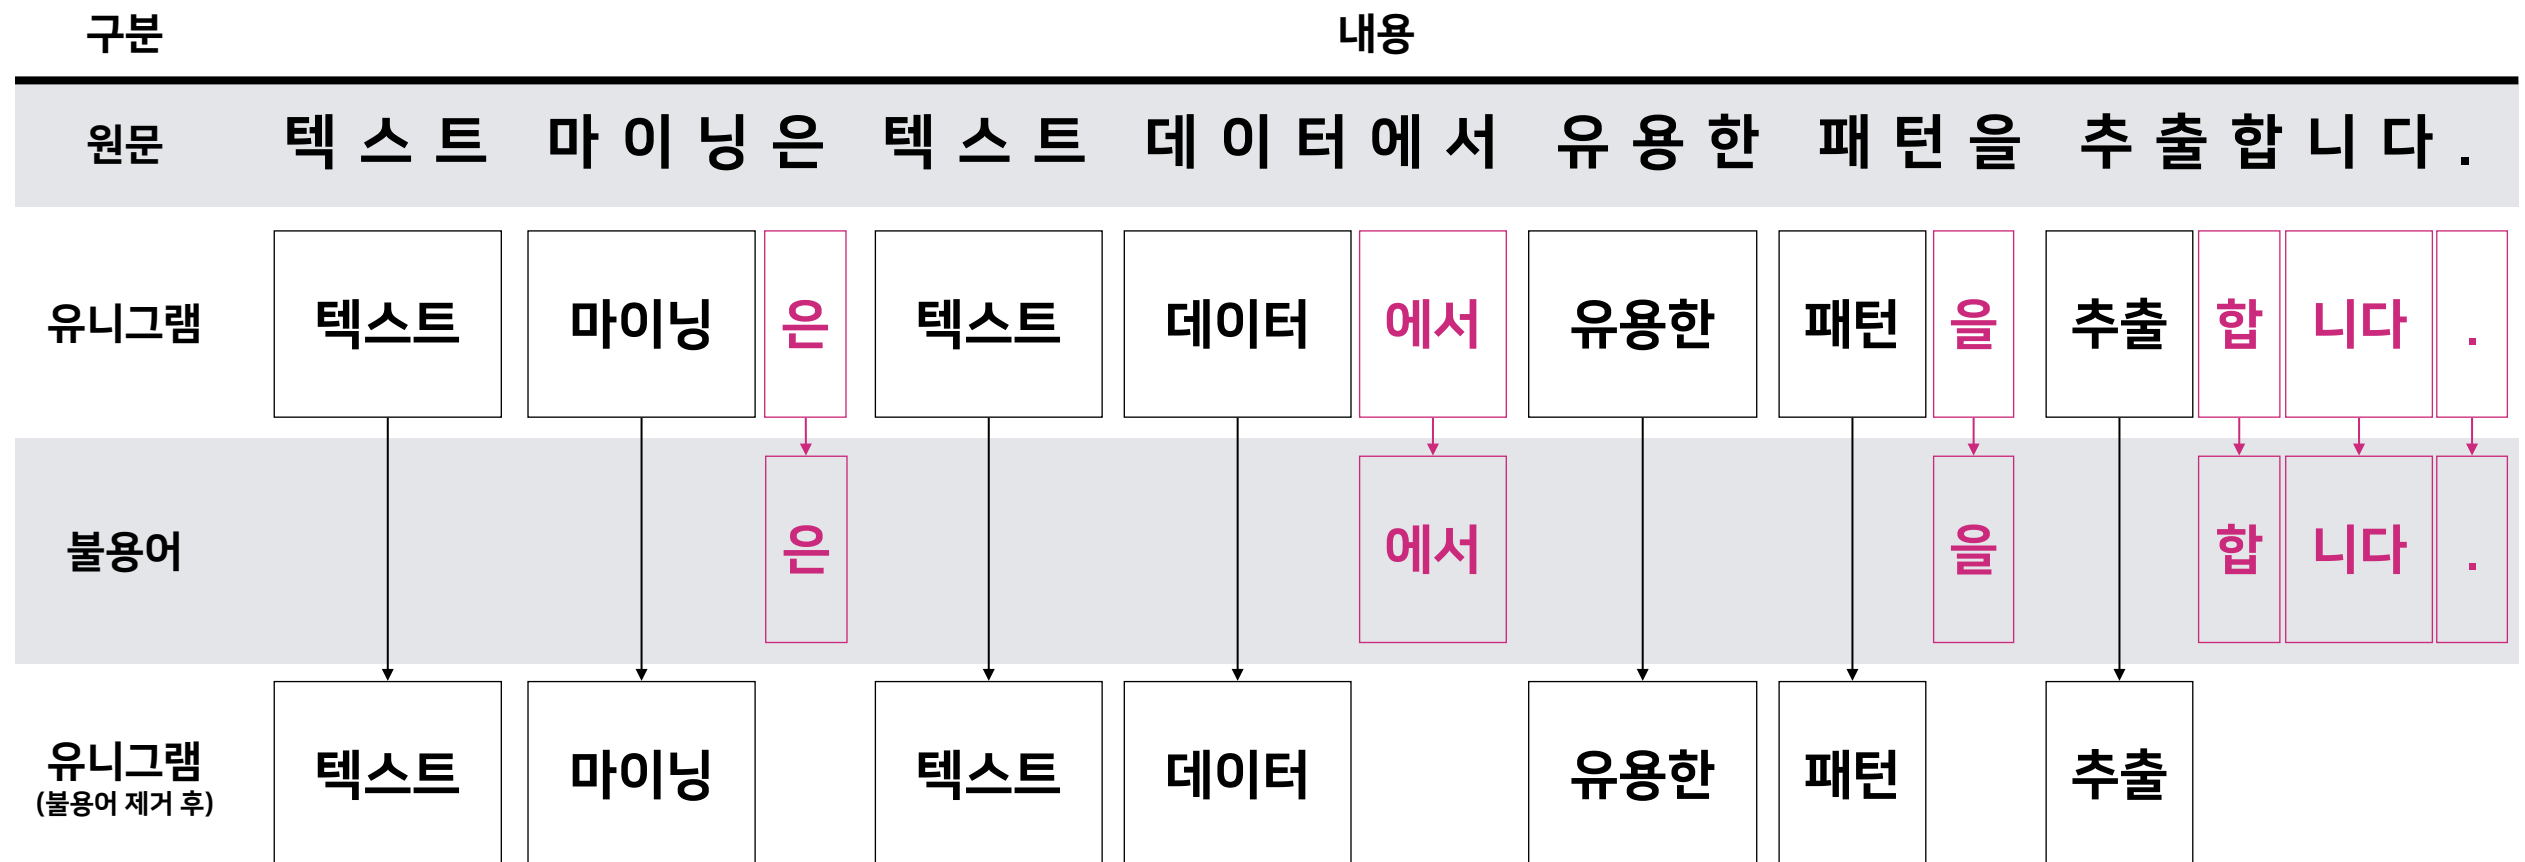 구분 내용
원문 텍스트 마이닝은 텍스트 데이터에서 유용한 패턴을 추출합니다.
유니그램 텍스트 마이닝 은 텍스트 데이터 에서 유용한 패턴 을 추출 합 니다 .
불용어 은 에서 을 합 니다 .
유니그램 텍스트 마이닝 텍스트 데이터 유용한 패턴 추출
(불용어 제거 후)